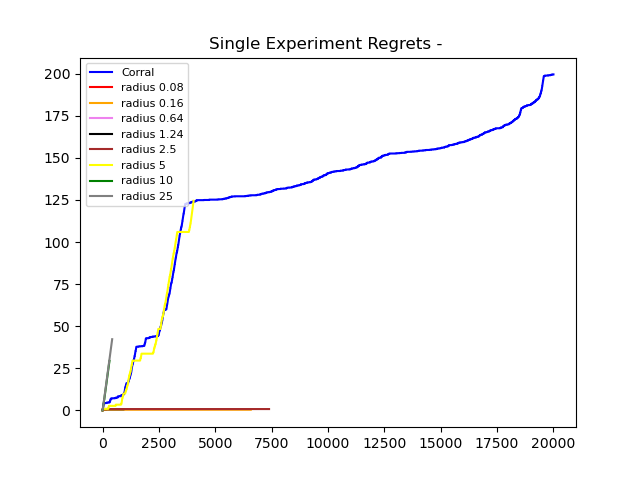 Single Experiment Regrets -
Corral
radius 0.08
radius 0.16
radius 0.64
radius 1.24
radius 2.5
radius 5
radius 10
radius 25
200
175
150
125
100
75
50
25
0
0 2500 5000 7500 10000 12500 15000 17500 20000